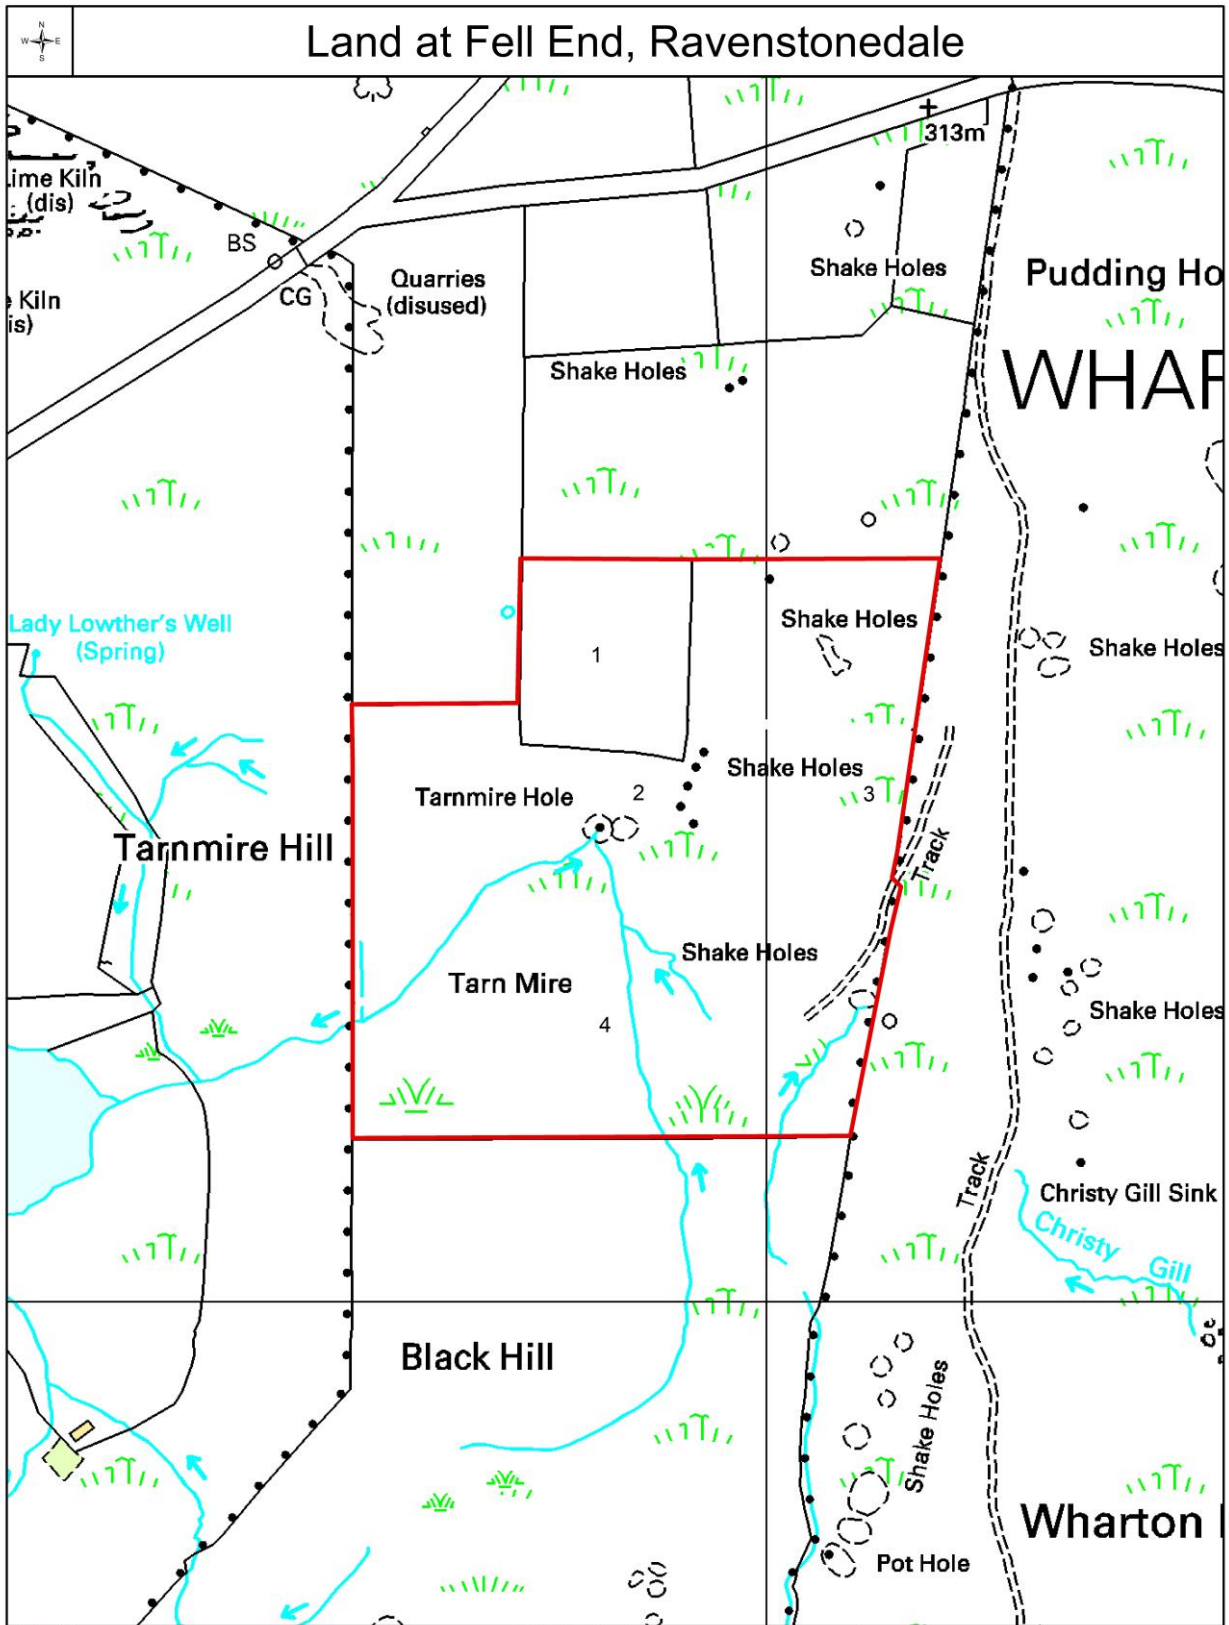 N
W E
S
Land at Fell End, Ravenstonedale
313m
Lime Kiln
(dis)
BS
CG
Quarries
(disused)
Shake Holes
Pudding Ho
Kiln
is)
WHAR
Shake Holes
Lady Lowther's Well
(Spring)
Shake Holes
1
Shake Holes
Shake Holes
Tarnmire Hole
2
3
Tarnmire Hill
Track
Shake Holes
Tarn Mire
4
Shake Holes
Track
Christy Gill Sink
Christy Gill
Black Hill
Shake Holes
Wharton
Pot Hole